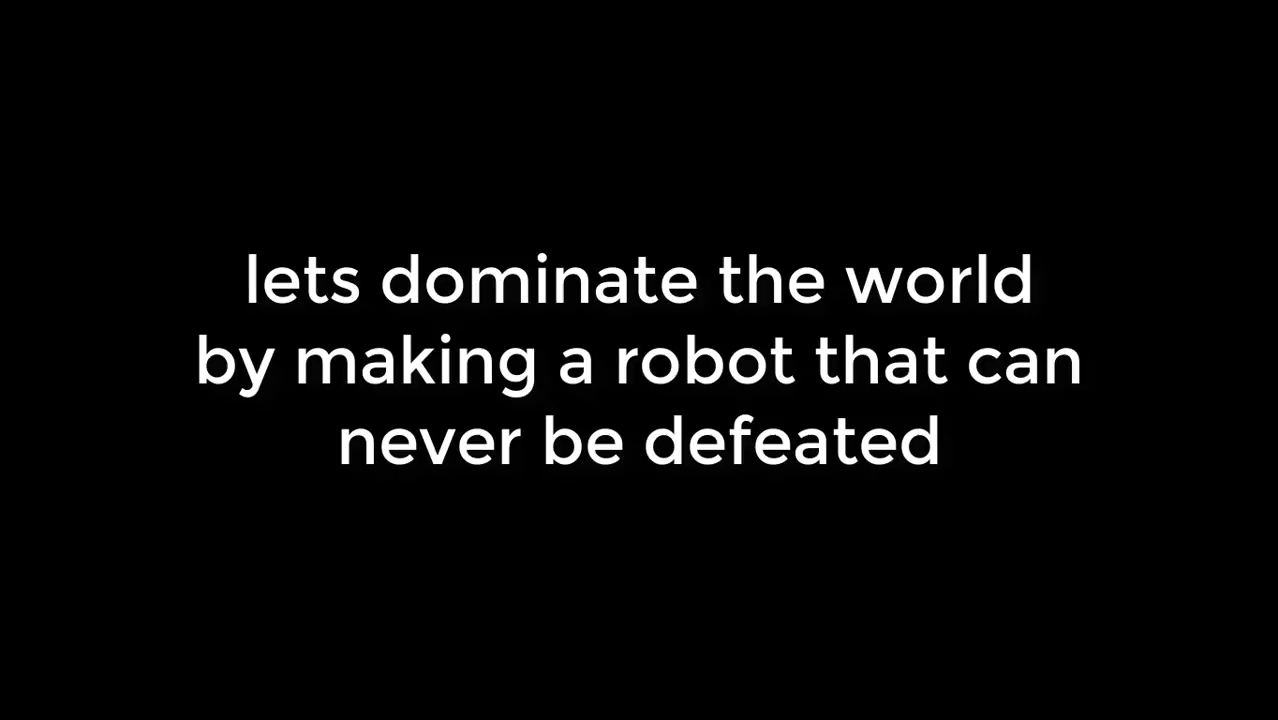 lets dominate the world
by making a robot that can
never be defeated